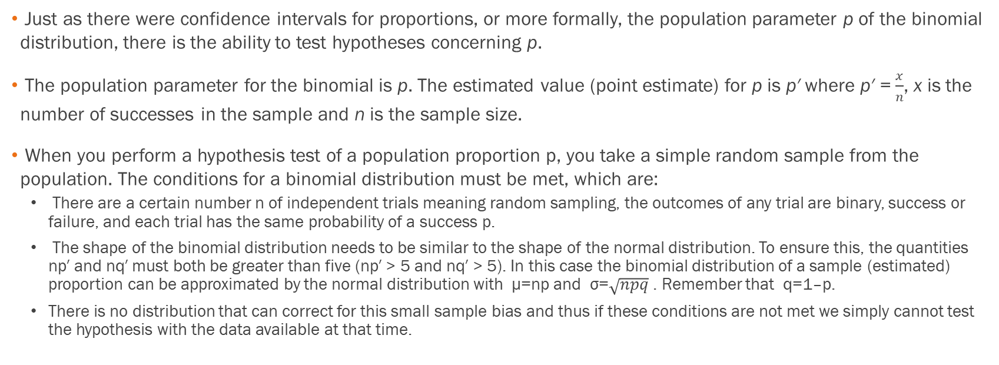 • Just as there were confidence intervals for proportions, or more formally, the population parameter p of the binomial
distribution, there is the ability to test hypotheses concerning p.
• The population parameter for the binomial is p. The estimated value (point estimate) for p is p′ where p′ = x/n, x is the
number of successes in the sample and n is the sample size.
• When you perform a hypothesis test of a population proportion p, you take a simple random sample from the
population. The conditions for a binomial distribution must be met, which are:
• There are a certain number n of independent trials meaning random sampling, the outcomes of any trial are binary, success or
failure, and each trial has the same probability of a success p.
• The shape of the binomial distribution needs to be similar to the shape of the normal distribution. To ensure this, the quantities
np′ and nq′ must both be greater than five (np′ > 5 and nq′ > 5). In this case the binomial distribution of a sample (estimated)
proportion can be approximated by the normal distribution with μ=np and σ=√npq . Remember that q=1–p.
• There is no distribution that can correct for this small sample bias and thus if these conditions are not met we simply cannot test
the hypothesis with the data available at that time.